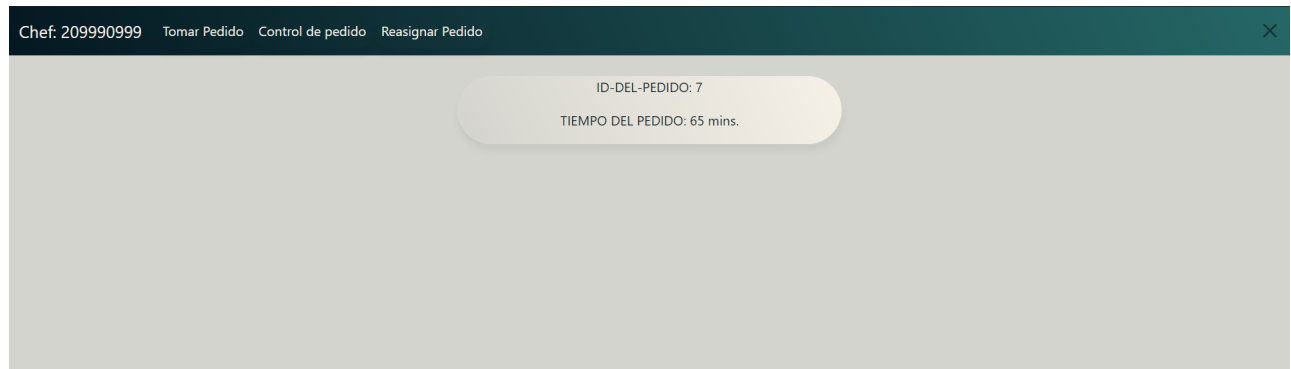 Chef: 209990999 Tomar Pedido Control de pedido Reasignar Pedido
ID-DEL-PEDIDO: 7
TIEMPO DEL PEDIDO: 65 mins.